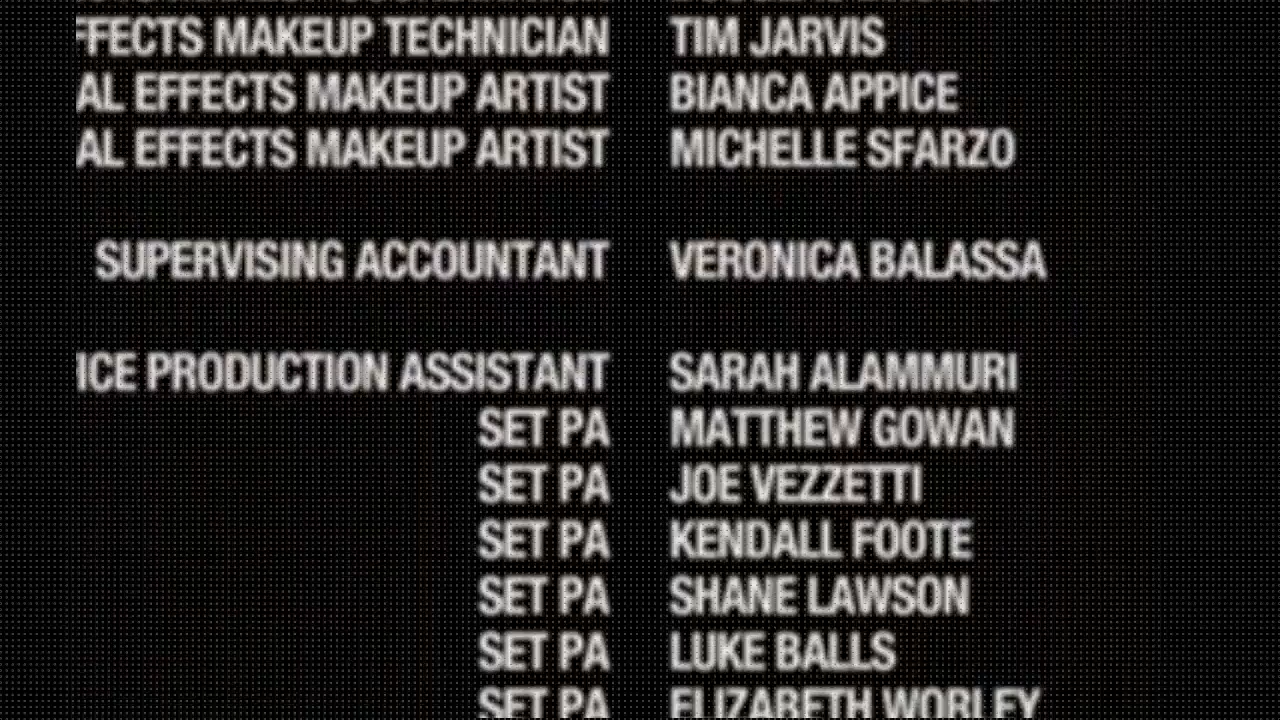 FFECTS MAKEUP TECHNICIAN TIM JARVIS
AL EFFECTS MAKEUP ARTIST BIANCA APPICE
AL EFFECTS MAKEUP ARTIST MICHELLE SFARZO
SUPERVISING ACCOUNTANT VERONICA BALASSA
ICE PRODUCTION ASSISTANT SARAH ALAMMURI
SET PA MATTHEW GOWAN
SET PA JOE VEZZETTI
SET PA KENDALL FOOTE
SET PA SHANE LAWSON
SET PA LUKE BALLS
SET PA ELIZABETH WORLEY